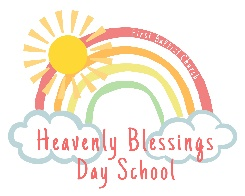 First Baptist Church
Heavenly Blessings
Day School